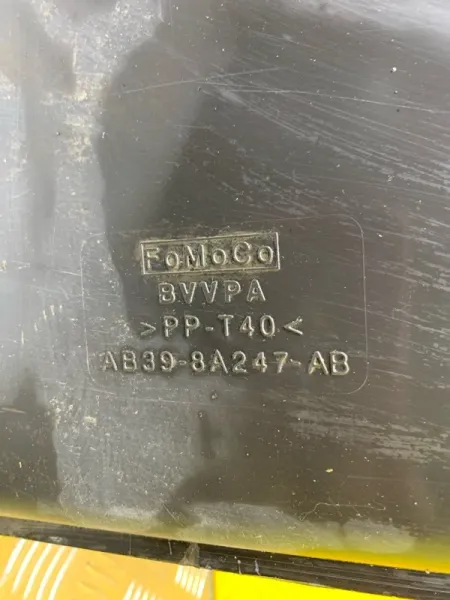 FoMoCo
BVVPA
>PP-T40<
AB39-8A247-AB